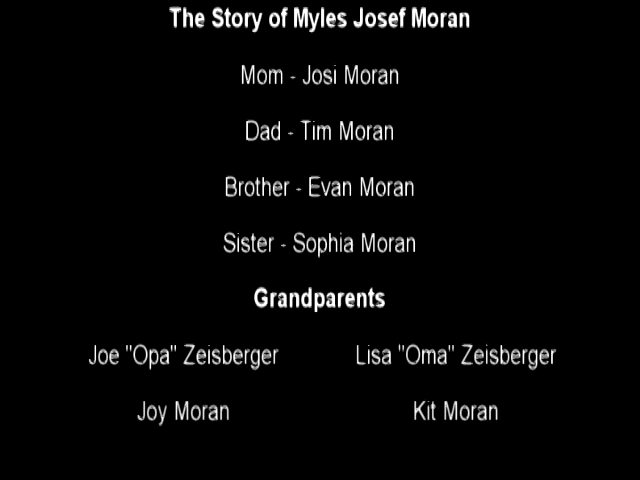 The Story of Myles Josef Moran
Mom - Josi Moran
Dad - Tim Moran
Brother - Evan Moran
Sister - Sophia Moran
Grandparents
Joe "Opa" Zeisberger Lisa "Oma" Zeisberger
Joy Moran Kit Moran